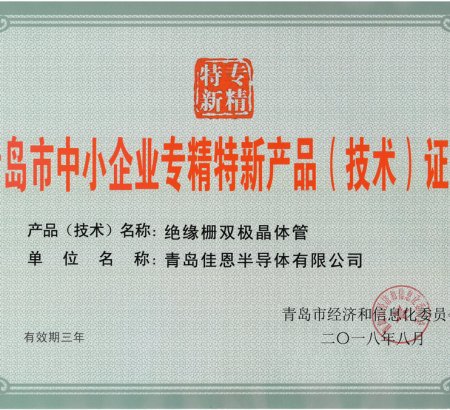 专精
特新
岛市中小企业专精特新产品（技术）证
产品（技术）名称：绝缘栅双极晶体管
单位名称：青岛佳恩半导体有限公司
青岛市经济和信息化委员
有效期三年
二〇一八年八月